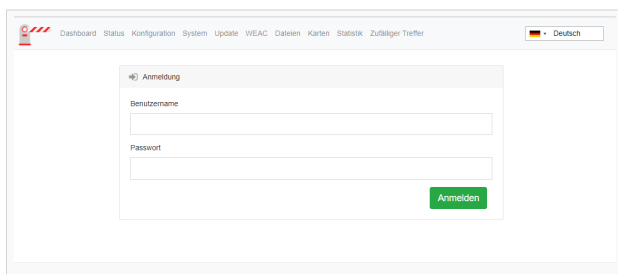 Dashboard Status Konfiguration System Update WEAC Dateien Karten Statistik Zufälliger Treffer Deutsch
Anmeldung
Benutzername
Passwort
Anmelden